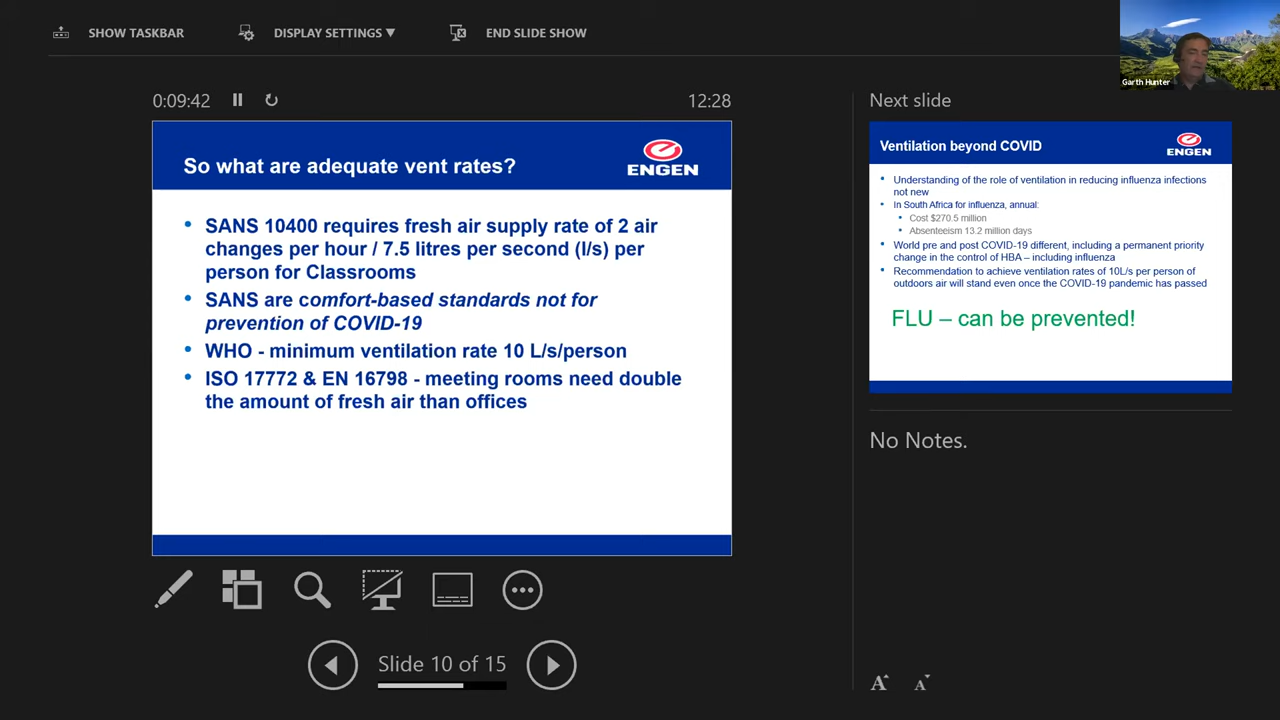 SHOW TASKBAR
DISPLAY SETTINGS ▼
END SLIDE SHOW
Garth Hunter
0:09:42
12:28
So what are adequate vent rates?
ENGEN
• SANS 10400 requires fresh air supply rate of 2 air
changes per hour / 7.5 litres per second (l/s) per
person for Classrooms
• SANS are comfort-based standards not for
prevention of COVID-19
• WHO - minimum ventilation rate 10 L/s/person
• ISO 17772 & EN 16798 - meeting rooms need double
the amount of fresh air than offices
Slide 10 of 15
Next slide
Ventilation beyond COVID
ENGEN
• Understanding of the role of ventilation in reducing influenza infections
not new
• In South Africa for influenza, annual:
• Cost $270.5 million
• Absenteeism 13.2 million days
• World pre and post COVID-19 different, including a permanent priority
change in the control of HBA – including influenza
• Recommendation to achieve ventilation rates of 10L/s per person of
outdoors air will stand even once the COVID-19 pandemic has passed
FLU – can be prevented!
No Notes.
A A